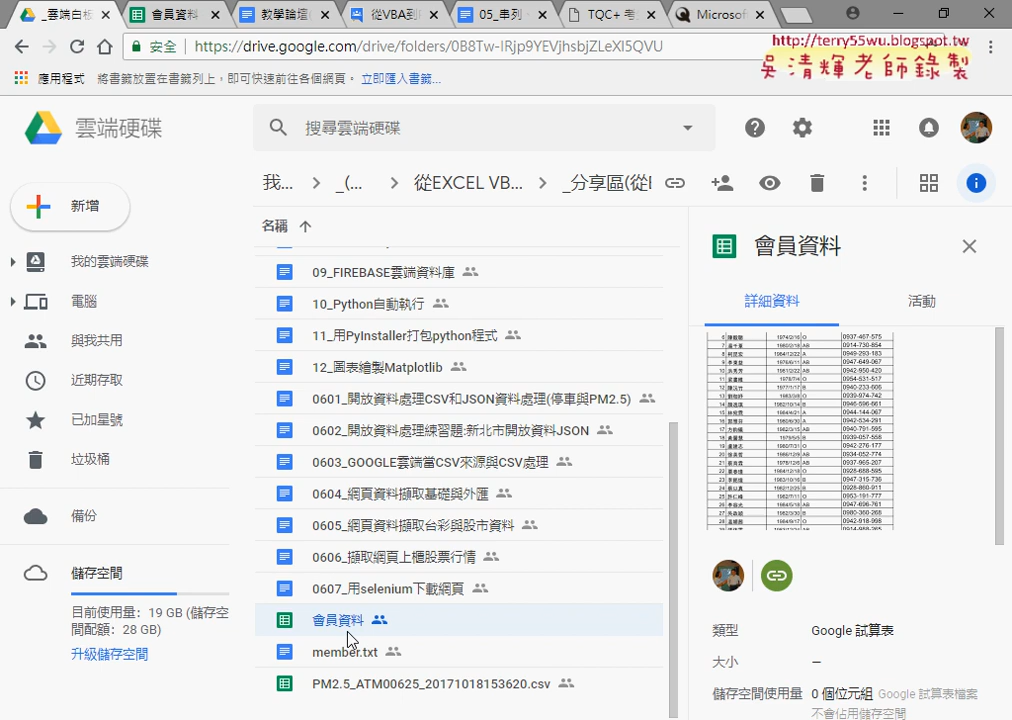 _雲端白板
會員資料
教學論壇
從VBA到
05_串列、
TQC+ 考
Microsof
安全
https://drive.google.com/drive/folders/0B8Tw-IRjp9YEVjhsbjZLeXI5QVU
http://terry55wu.blogspot.tw
吳清輝老師錄製
應用程式
將書籤放置在書籤列上，即可快速前往各個網頁。
立即匯入書籤...
雲端硬碟
搜尋雲端硬碟
新增
我...
_(...
從EXCEL VB...
_分享區(從E
名稱
我的雲端硬碟
電腦
與我共用
近期存取
已加星號
垃圾桶
備份
儲存空間
目前使用量：19 GB (儲存空
間配額：28 GB)
升級儲存空間
09_FIREBASE雲端資料庫
10_Python自動執行
11_用PyInstaller打包python程式
12_圖表繪製Matplotlib
0601_開放資料處理CSV和JSON資料處理(停車與PM2.5)
0602_開放資料處理練習題:新北市開放資料JSON
0603_GOOGLE雲端當CSV來源與CSV處理
0604_網頁資料擷取基礎與外匯
0605_網頁資料擷取台彩與股市資料
0606_擷取網頁上櫃股票行情
0607_用selenium下載網頁
會員資料
member.txt
PM2.5_ATM00625_20171018153620.csv
會員資料
詳細資料
活動
類型
Google 試算表
大小
–
儲存空間使用量
0 個位元組 Google 試算表檔案
不會佔用儲存空間